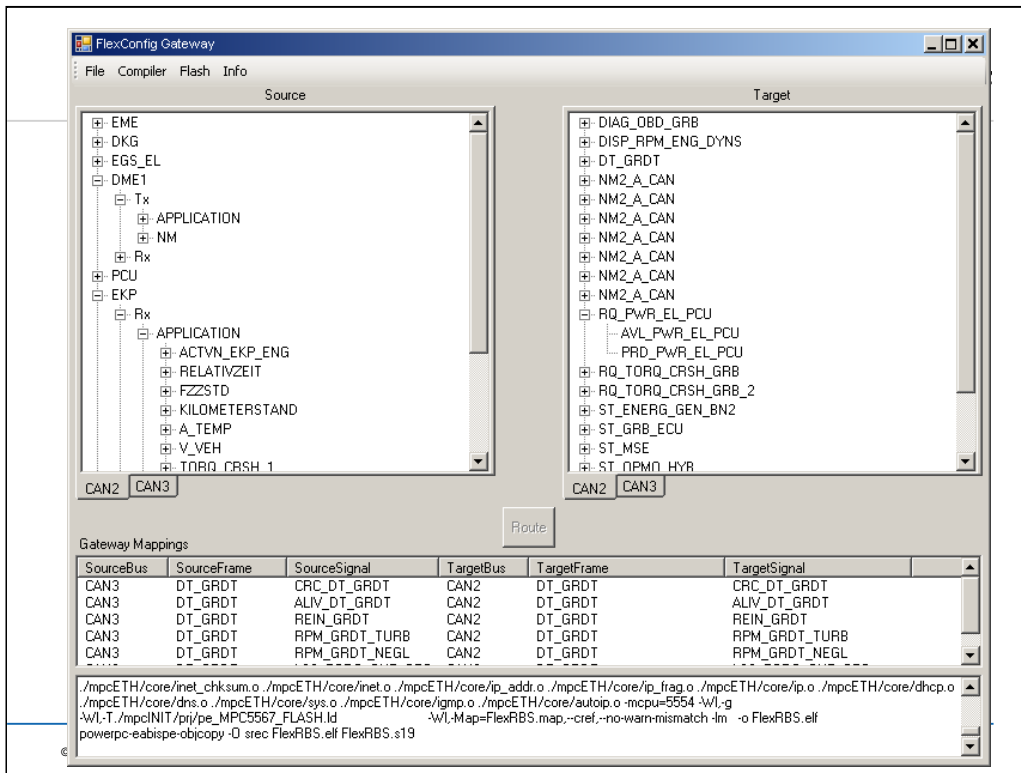 FlexConfig Gateway
File Compiler Flash Info
Source
EME
DKG
EGS_EL
DME1
Tx
APPLICATION
NM
Rx
PCU
EKP
Rx
APPLICATION
ACTVN_EKP_ENG
RELATIVZEIT
FZZSTD
KILOMETERSTAND
A_TEMP
V_VEH
TORQ_CRSH_1
CAN2 CAN3
Target
DIAG_OBD_GRB
DISP_RPM_ENG_DYNS
DT_GRDT
NM2_A_CAN
NM2_A_CAN
NM2_A_CAN
NM2_A_CAN
NM2_A_CAN
NM2_A_CAN
NM2_A_CAN
RQ_PWR_EL_PCU
AVL_PWR_EL_PCU
PRD_PWR_EL_PCU
RQ_TORQ_CRSH_GRB
RQ_TORQ_CRSH_GRB_2
ST_ENERG_GEN_BN2
ST_GRB_ECU
ST_MSE
ST_OPMO_HYB
CAN2 CAN3
Route
Gateway Mappings
SourceBus SourceFrame SourceSignal TargetBus TargetFrame TargetSignal
CAN3 DT_GRDT CRC_DT_GRDT CAN2 DT_GRDT CRC_DT_GRDT
CAN3 DT_GRDT ALIV_DT_GRDT CAN2 DT_GRDT ALIV_DT_GRDT
CAN3 DT_GRDT REIN_GRDT CAN2 DT_GRDT REIN_GRDT
CAN3 DT_GRDT RPM_GRDT_TURB CAN2 DT_GRDT RPM_GRDT_TURB
CAN3 DT_GRDT RPM_GRDT_NEGL CAN2 DT_GRDT RPM_GRDT_NEGL
./mpcETH/core/inet_chksum.o ./mpcETH/core/inet.o ./mpcETH/core/ip_addr.o ./mpcETH/core/ip_frag.o ./mpcETH/core/ip.o ./mpcETH/core/dhcp.o
./mpcETH/core/dns.o ./mpcETH/core/sys.o ./mpcETH/core/igmp.o ./mpcETH/core/autoip.o -mcpu=5554 -Wl,-g
-Wl,-T./mpcINIT/prj/pe_MPC5567_FLASH.ld -Wl,-Map=FlexRBS.map,--cref,--no-warn-mismatch -lm -o FlexRBS.elf
powerpc-eabispe-objcopy -O srec FlexRBS.elf FlexRBS.s19
©